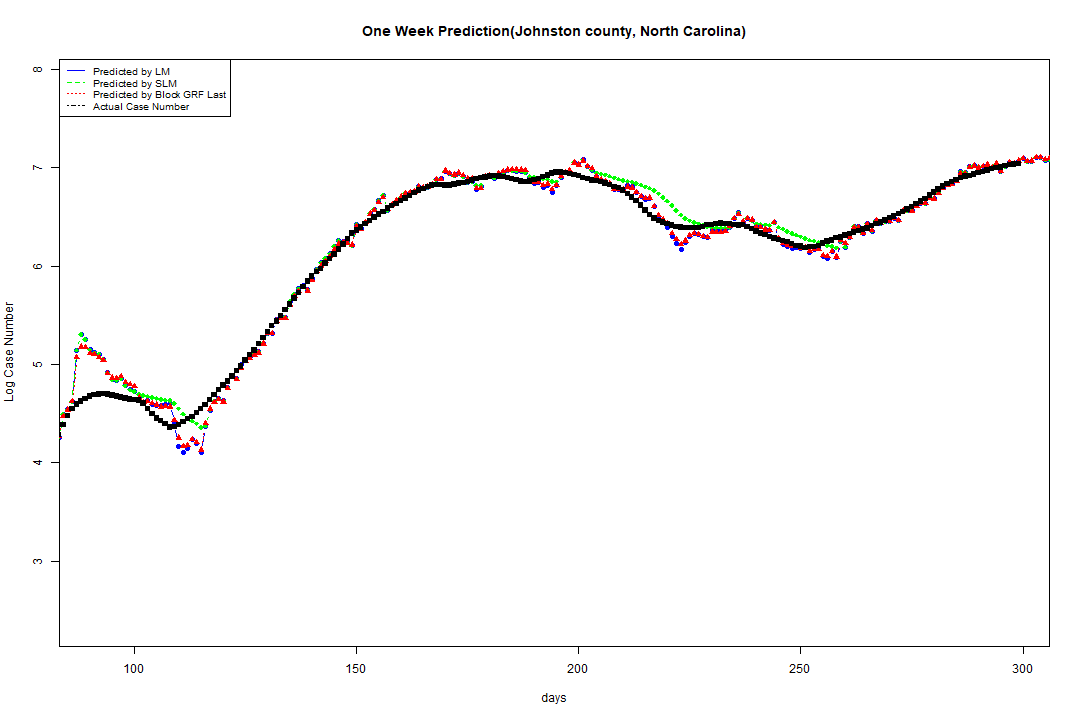 One Week Prediction(Johnston county, North Carolina)
Predicted by LM
Predicted by SLM
Predicted by Block GRF Last
Actual Case Number
8
7
6
5
4
3
Log Case Number
100 150 200 250 300
days